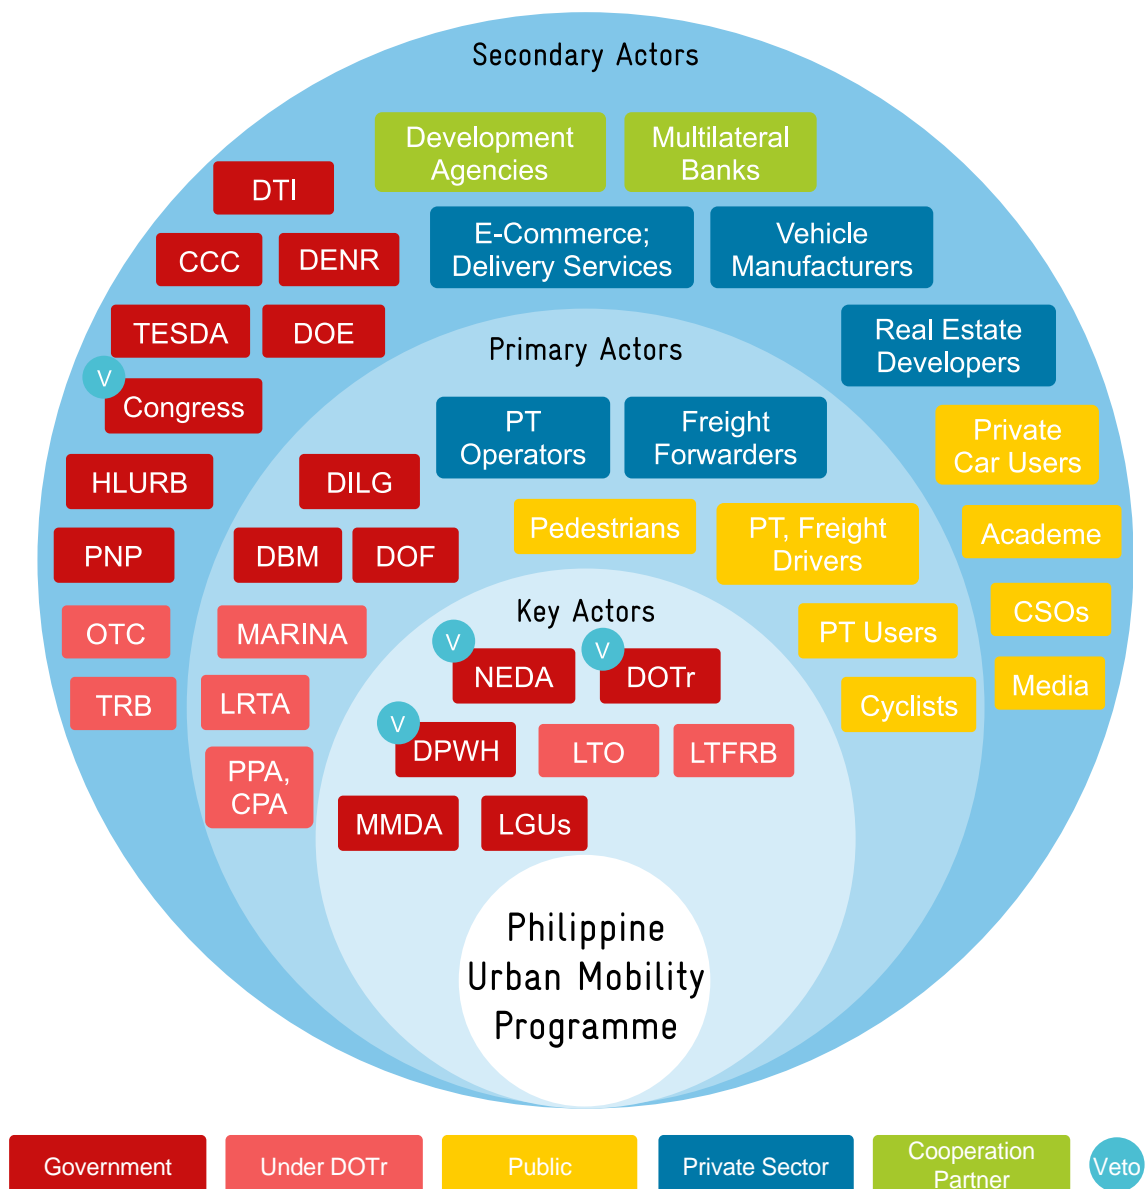 Secondary Actors
Development
Agencies
Multilateral
Banks
DTI
E-Commerce;
Delivery Services
Vehicle
Manufacturers
CCC
DENR
TESDA
DOE
Real Estate
Developers
Primary Actors
V
Congress
PT
Operators
Freight
Forwarders
Private
Car Users
HLURB
DILG
Pedestrians
PT, Freight
Drivers
Academe
PNP
DBM
DOF
Key Actors
CSOs
OTC
MARINA
V
NEDA
V
DOTr
PT Users
Media
TRB
LRTA
Cyclists
V
DPWH
LTO
LTFRB
PPA,
CPA
MMDA
LGUs
Philippine
Urban Mobility
Programme
Government
Under DOTr
Public
Private Sector
Cooperation
Partner
Veto